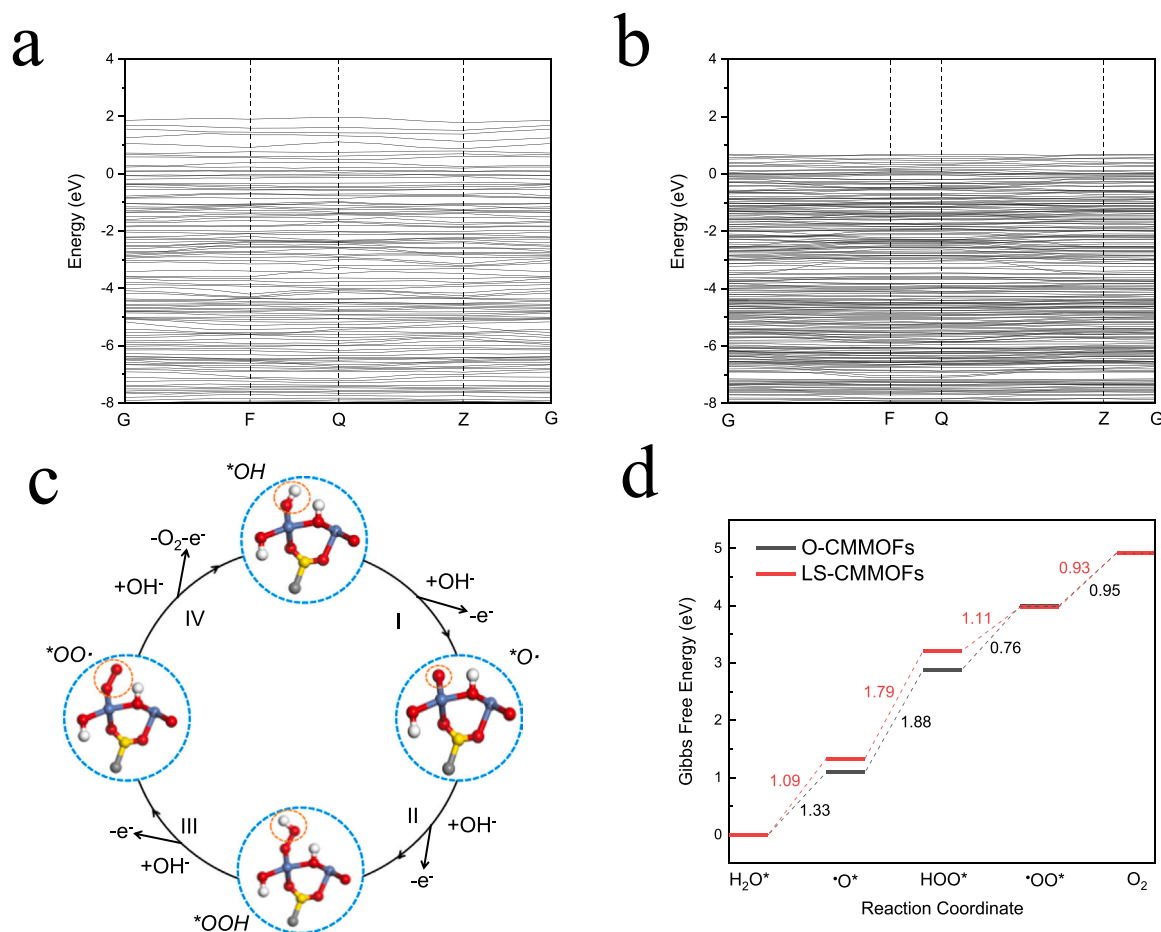 a
4
2
0
-2
-4
-6
-8
Energy (eV)
G F Q Z G
b
4
2
0
-2
-4
-6
-8
Energy (eV)
G F Q Z G
c
*OH
-O₂-e⁻
+OH⁻
IV
+OH⁻
I
-e⁻
*OO·
*O·
III
-e⁻
+OH⁻
II
+OH⁻
-e⁻
*OOH
d
O-CMMOFs
LS-CMMOFs
5
4
3
2
1
0
Gibbs Free Energy (eV)
0.93
0.95
1.11
0.76
1.79
1.88
1.09
1.33
H₂O* •O* HOO* •OO* O₂
Reaction Coordinate